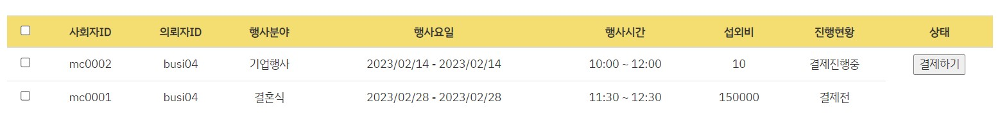 사회자ID 의뢰자ID 행사분야 행사요일 행사시간 섭외비 진행현황 상태
mc0002 busi04 기업행사 2023/02/14 - 2023/02/14 10:00 ~ 12:00 10 결제진행중 결제하기
mc0001 busi04 결혼식 2023/02/28 - 2023/02/28 11:30 ~ 12:30 150000 결제전